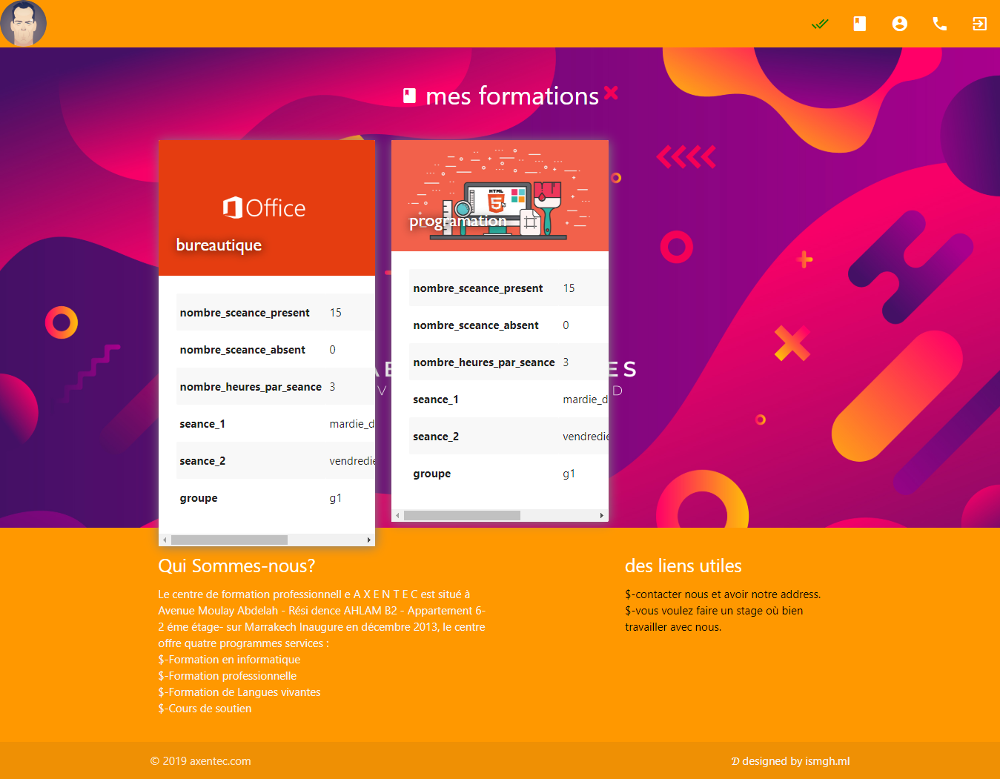 mes formations
Office
bureautique
nombre_sceance_present 15
nombre_sceance_absent 0
nombre_heures_par_seance 3
seance_1 mardie_d
seance_2 vendredie
groupe g1
HTML
5
programation
nombre_sceance_present 15
nombre_sceance_absent 0
nombre_heures_par_seance 3
seance_1 mardie_d
seance_2 vendredie
groupe g1
ES
V
D
Qui Sommes-nous?
Le centre de formation professionnell e A X E N T E C est situé à
Avenue Moulay Abdelah - Rési dence AHLAM B2 - Appartement 6-
2 éme étage- sur Marrakech Inaugure en décembre 2013, le centre
offre quatre programmes services :
$-Formation en informatique
$-Formation professionnelle
$-Formation de Langues vivantes
$-Cours de soutien
des liens utiles
$-contacter nous et avoir notre address.
$-vous voulez faire un stage où bien
travailler avec nous.
© 2019 axentec.com
𝒟 designed by ismgh.ml